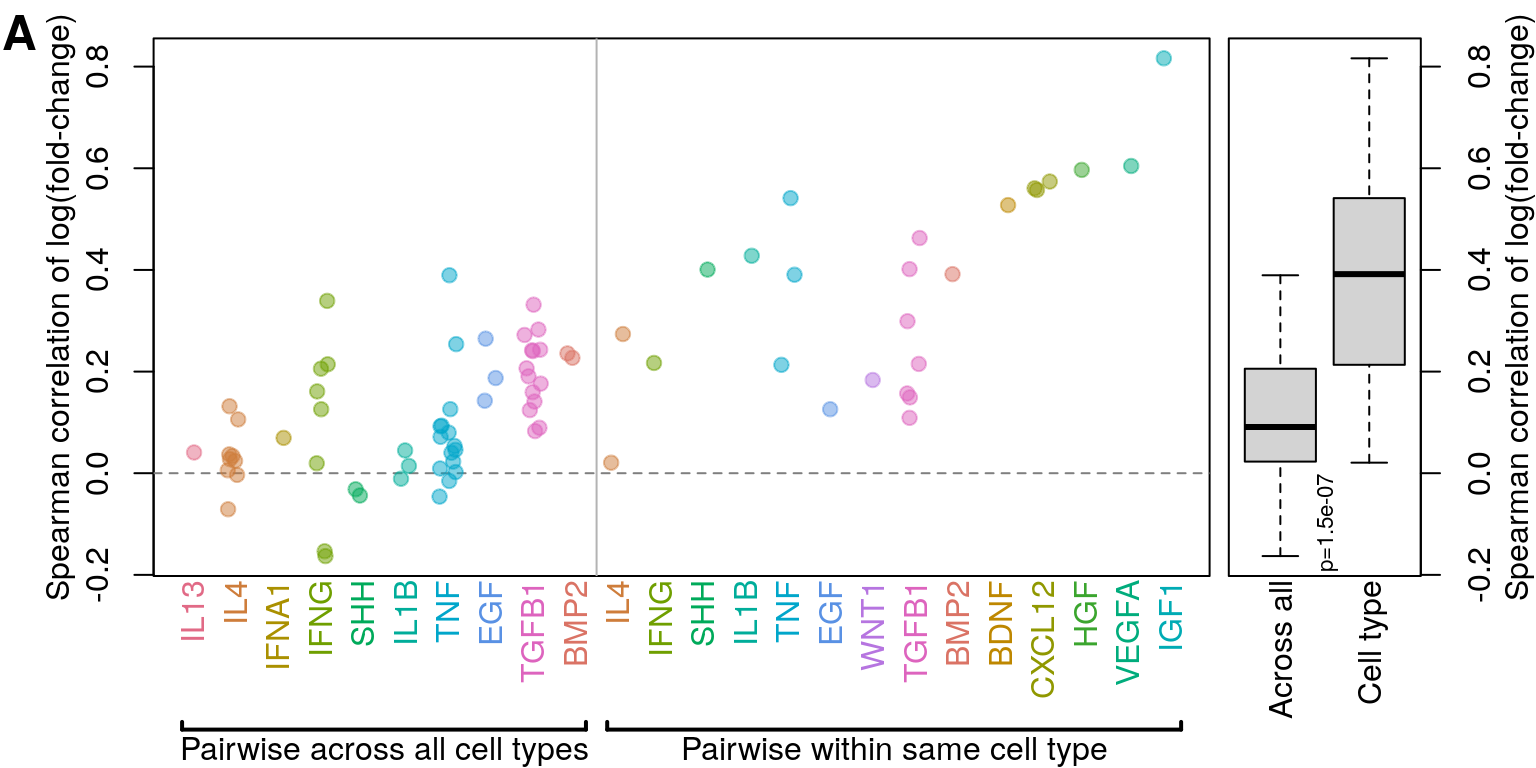 A
Spearman correlation of log(fold-change)
0.8
0.6
0.4
0.2
0.0
-0.2
IL13
IL4
IFNA1
IFNG
SHH
IL1B
TNF
EGF
TGFB1
BMP2
IL4
IFNG
SHH
IL1B
TNF
EGF
WNT1
TGFB1
BMP2
BDNF
CXCL12
HGF
VEGFA
IGF1
Pairwise across all cell types
Pairwise within same cell type
p=1.5e-07
Across all
Cell type
0.8
0.6
0.4
0.2
0.0
-0.2
Spearman correlation of log(fold-change)